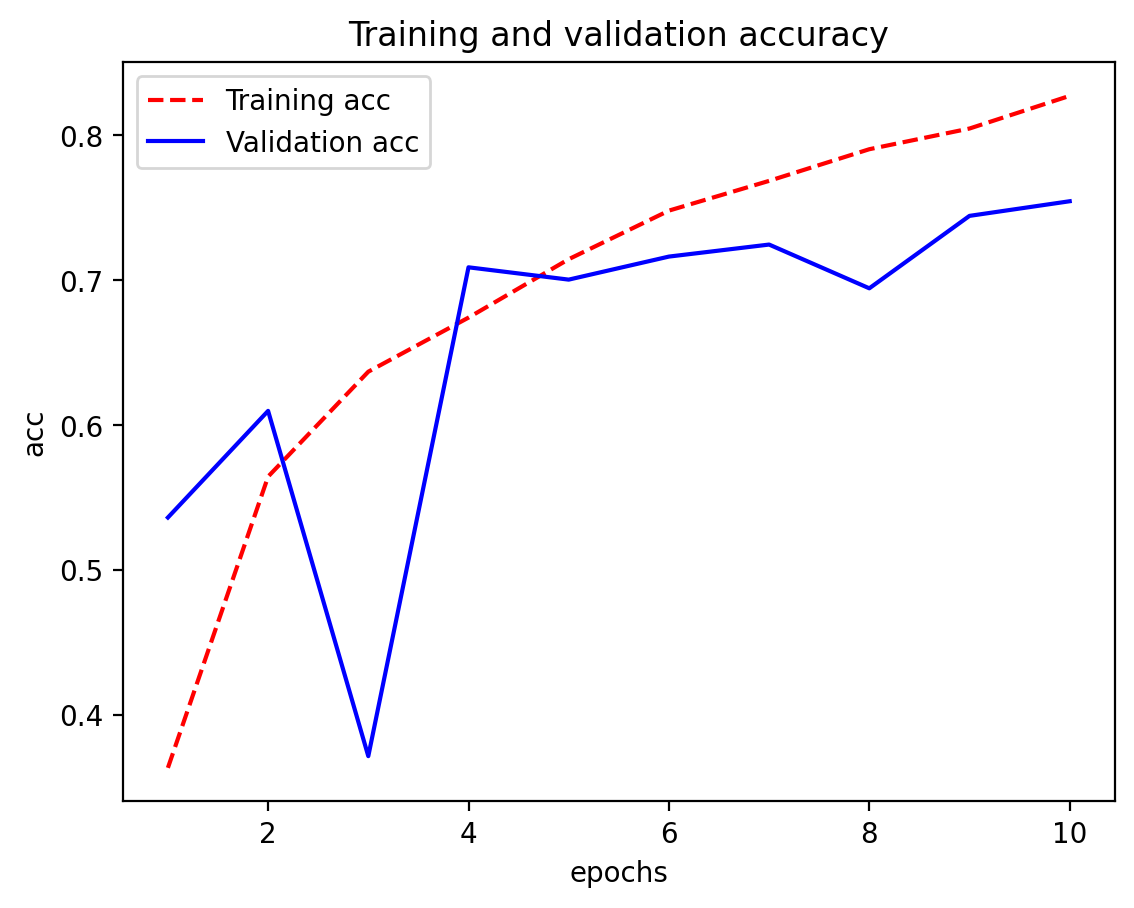 Training and validation accuracy
Training acc
Validation acc
0.8
0.7
0.6
0.5
0.4
acc
2 4 6 8 10
epochs